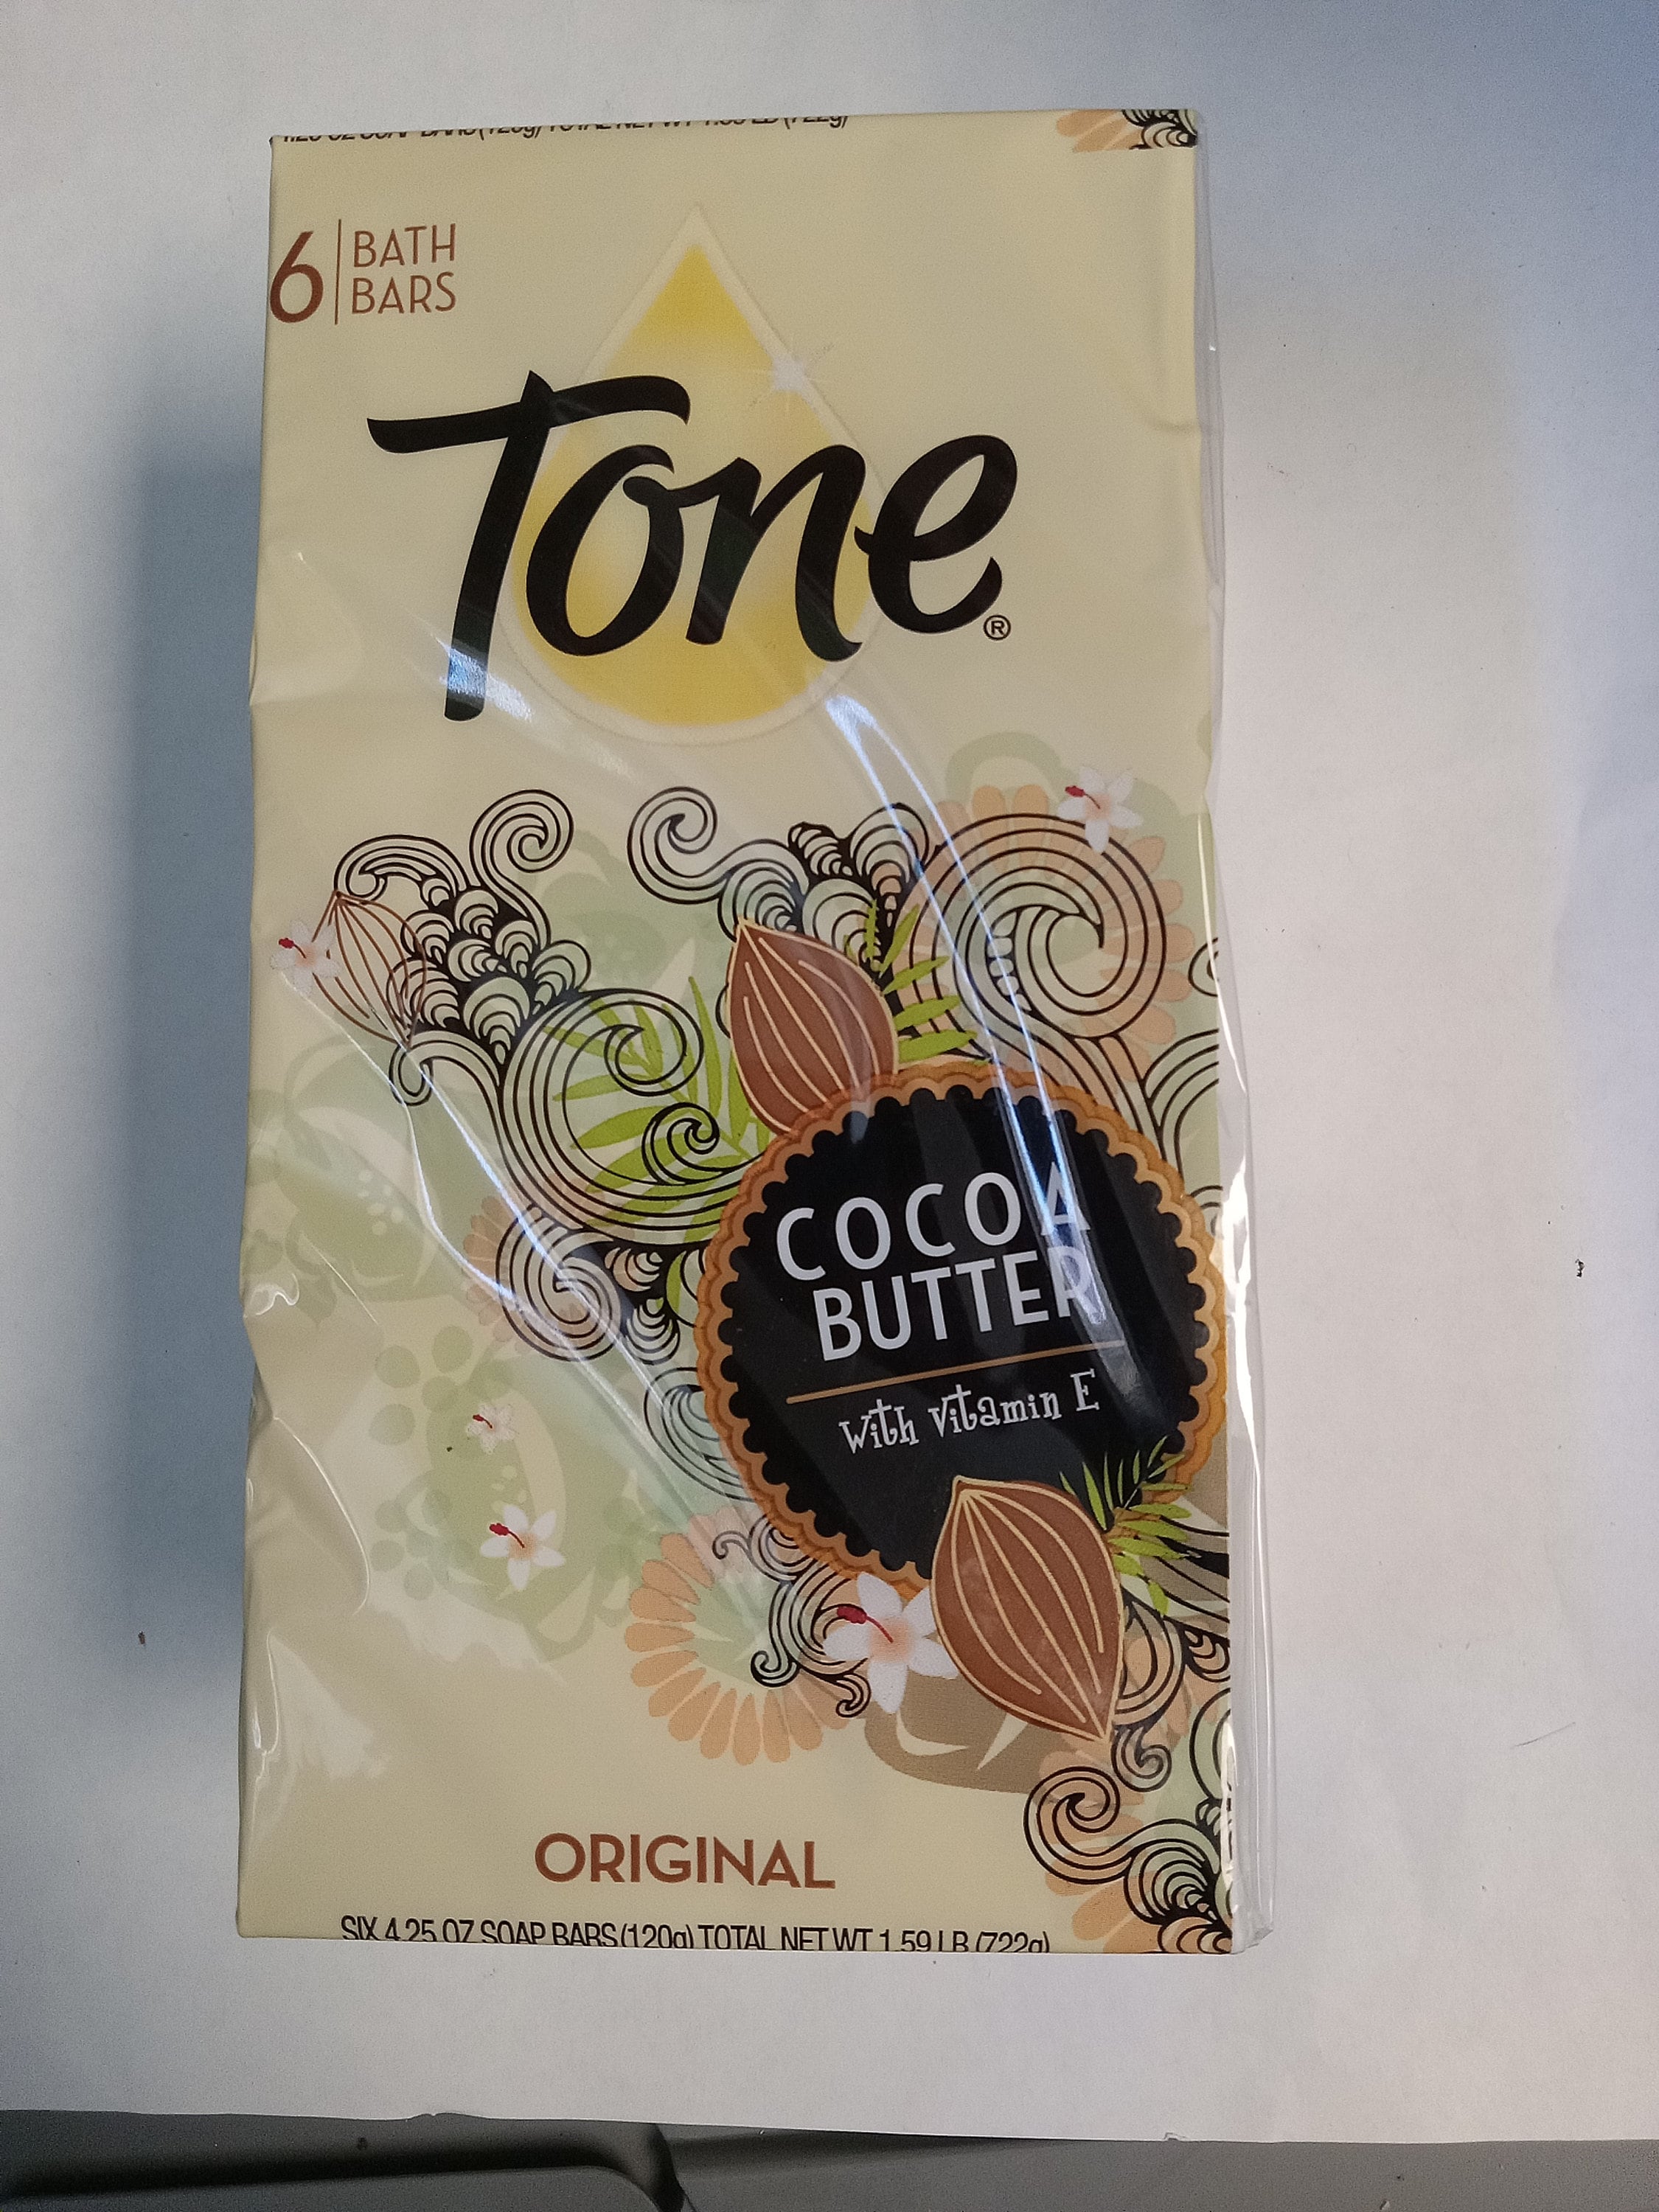 6 BATH
BARS
Tone®
COCOA
BUTTER
with Vitamin E
ORIGINAL
SIX 4.25 OZ SOAP BARS (120g) TOTAL NET WT 1.59 LB (722g)